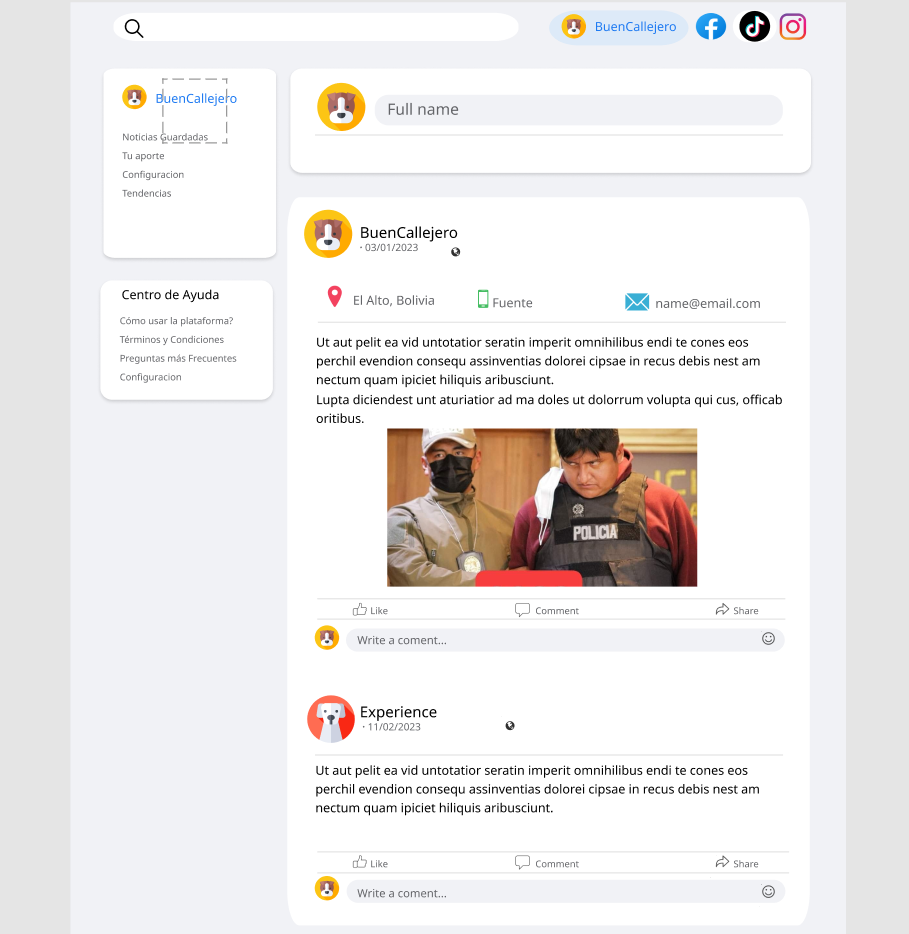 BuenCallejero
BuenCallejero
Noticias Guardadas
Tu aporte
Configuracion
Tendencias
Centro de Ayuda
Cómo usar la plataforma?
Términos y Condiciones
Preguntas más Frecuentes
Configuracion
Full name
BuenCallejero
· 03/01/2023
El Alto, Bolivia
Fuente
name@email.com
Ut aut pelit ea vid untotatior seratin imperit omnihilibus endi te cones eos
perchil evendion consequ assinventias dolorei cipsae in recus debis nest am
nectum quam ipiciet hiliquis aribusciunt.
Lupta diciendest unt aturiatior ad ma doles ut dolorrum volupta qui cus, officab
oritibus.
POLICIA
Like
Comment
Share
Write a coment...
Experience
· 11/02/2023
Ut aut pelit ea vid untotatior seratin imperit omnihilibus endi te cones eos
perchil evendion consequ assinventias dolorei cipsae in recus debis nest am
nectum quam ipiciet hiliquis aribusciunt.
Like
Comment
Share
Write a coment...